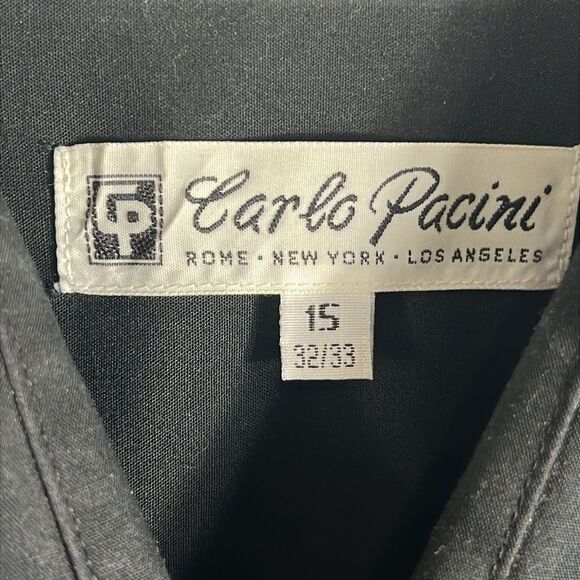 CP
Carlo Pacini
ROME · NEW YORK · LOS ANGELES
15
32/33